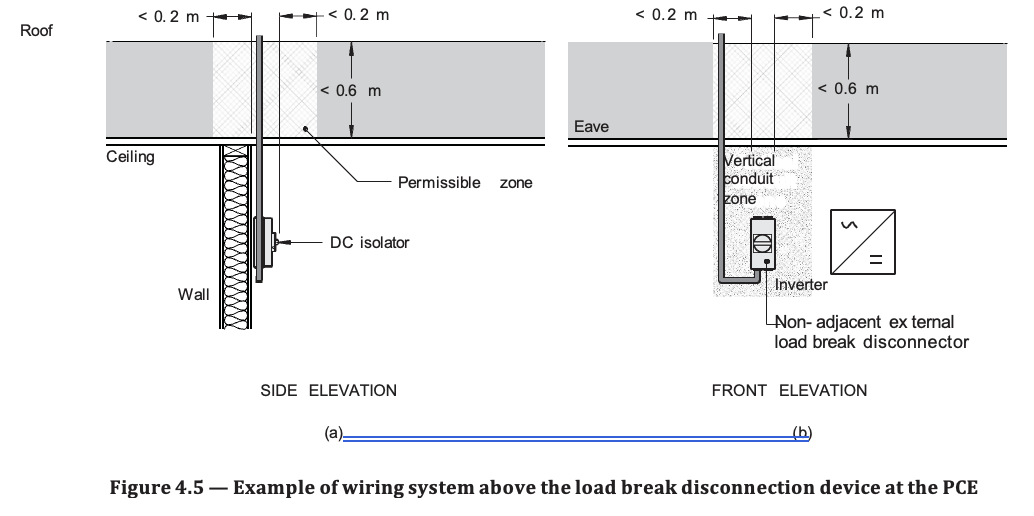 < 0. 2 m
< 0. 2 m
< 0.2 m
< 0.2 m
Roof
< 0.6 m
< 0.6 m
Eave
Ceiling
Vertical
conduit
zone
Permissible zone
DC isolator
Wall
Inverter
Non- adjacent ex ternal
load break disconnector
SIDE ELEVATION
FRONT ELEVATION
(a)
(b)
Figure 4.5 — Example of wiring system above the load break disconnection device at the PCE